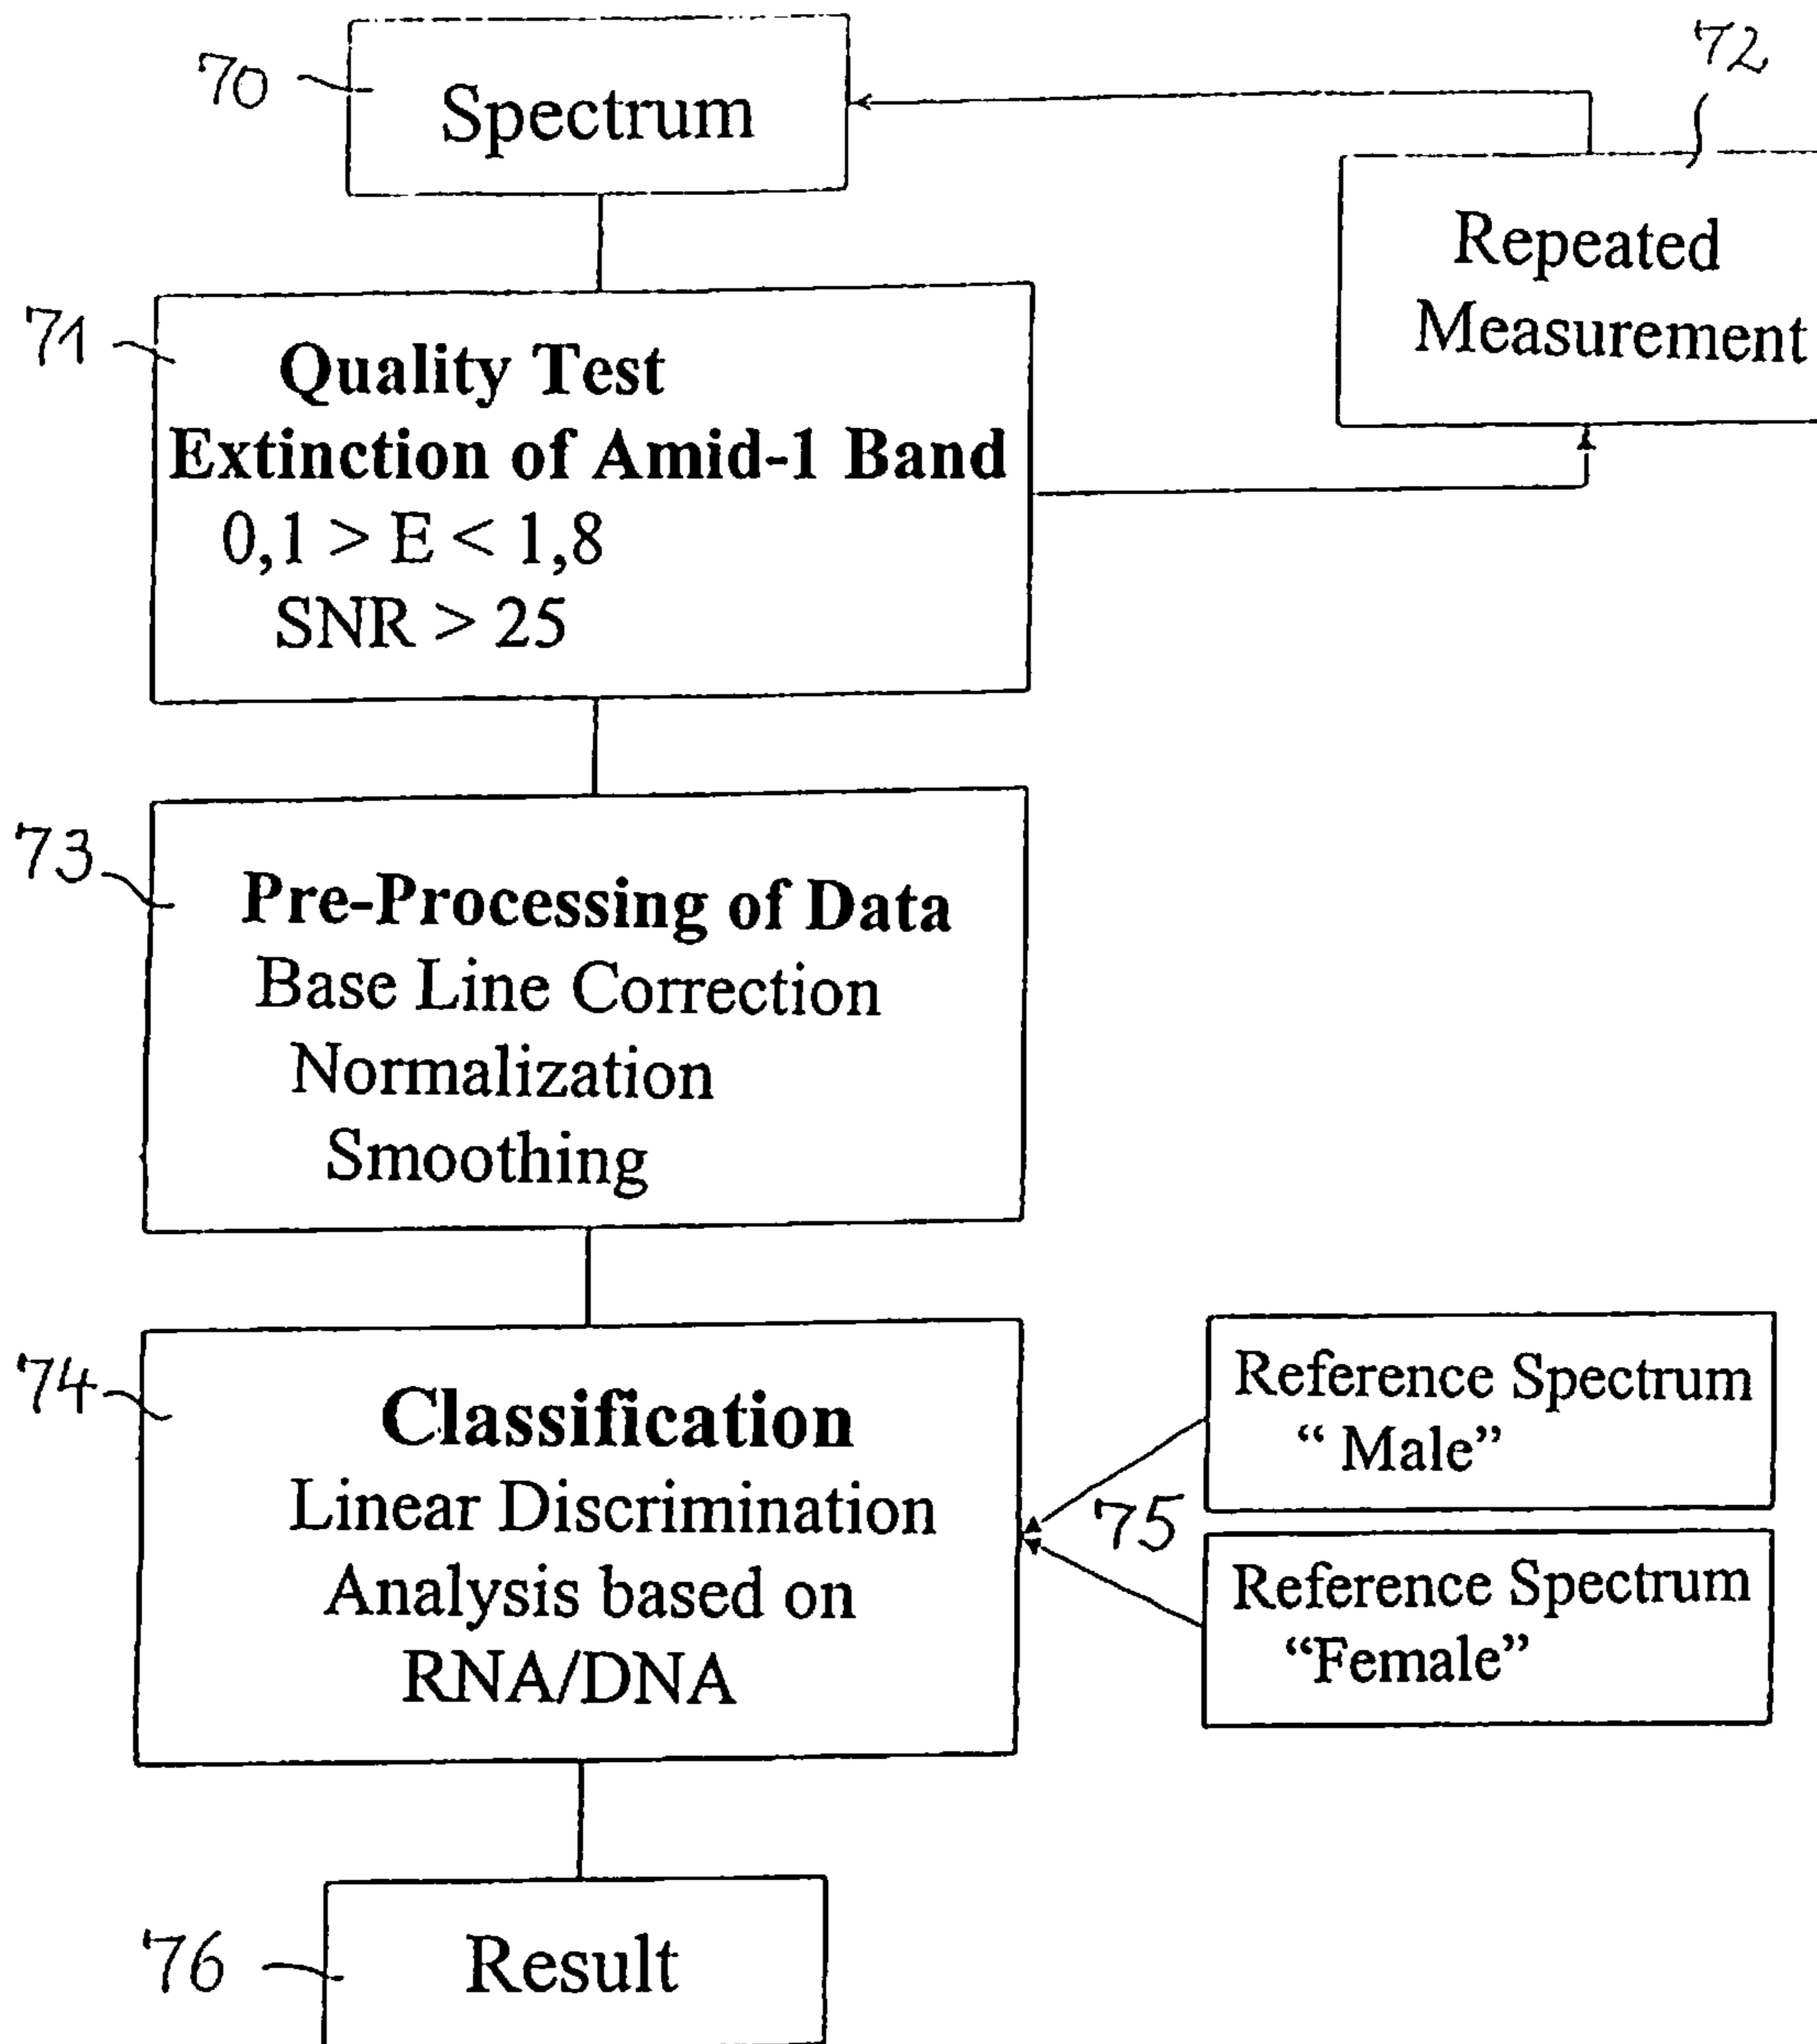 70
Spectrum
72
Repeated
Measurement
71
Quality Test
Extinction of Amid-1 Band
0,1 > E < 1,8
SNR > 25
73
Pre-Processing of Data
Base Line Correction
Normalization
Smoothing
74
Classification
Linear Discrimination
Analysis based on
RNA/DNA
75
Reference Spectrum
“ Male”
Reference Spectrum
“Female”
76
Result